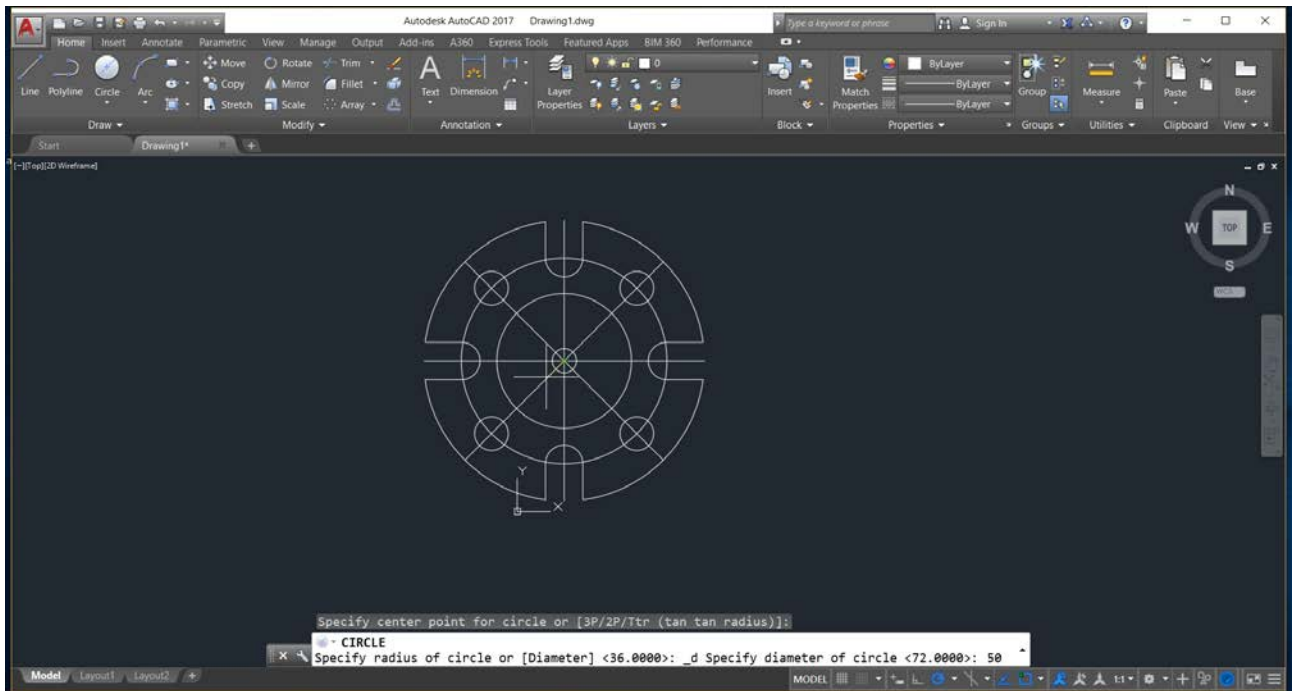 A
Autodesk AutoCAD 2017 Drawing1.dwg
Type a keyword or phrase
Sign In
Home Insert Annotate Parametric View Manage Output Add-ins A360 Express Tools Featured Apps BIM 360 Performance
Move Rotate Trim 0 ByLayer
Line Polyline Circle Arc Copy Mirror Fillet Text Dimension Layer Properties Insert Match Properties ByLayer Group Measure Paste Base
Stretch Scale Array ByLayer
Draw Modify Annotation Layers Block Properties Groups Utilities Clipboard View
Start Drawing1* +
[−][Top][2D Wireframe]
N
W TOP E
S
WCS
Y
X
Specify center point for circle or [3P/2P/Ttr (tan tan radius)]:
CIRCLE
Specify radius of circle or [Diameter] <36.0000>: _d Specify diameter of circle <72.0000>: 50
Model Layout1 Layout2 + MODEL 1:1